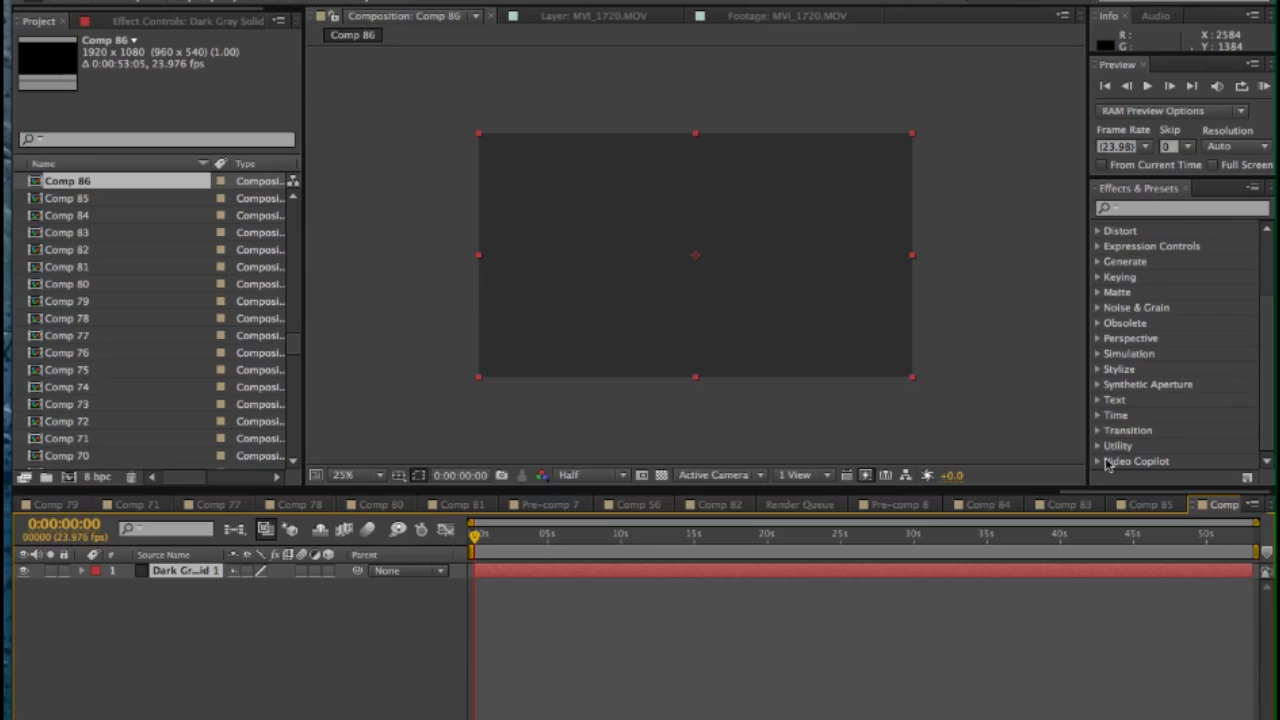 Project × Effect Controls: Dark Gray Solid
Composition: Comp 86
Layer: MVI_1720.MOV
Footage: MVI_1720.MOV
Info × Audio
Comp 86
Comp 86
1920 x 1080 (960 x 540) (1.00)
Δ 0:00:53:05, 23.976 fps
R :
G :
X : 2584
Y : 1384
Preview ×
RAM Preview Options
Frame Rate Skip Resolution
(23.98) 0 Auto
From Current Time Full Screen
Effects & Presets ×
Name Type
Comp 86 Composi...
Comp 85 Composi...
Comp 84 Composi...
Comp 83 Composi...
Comp 82 Composi...
Comp 81 Composi...
Comp 80 Composi...
Comp 79 Composi...
Comp 78 Composi...
Comp 77 Composi...
Comp 76 Composi...
Comp 75 Composi...
Comp 74 Composi...
Comp 73 Composi...
Comp 72 Composi...
Comp 71 Composi...
Comp 70 Composi...
Distort
Expression Controls
Generate
Keying
Matte
Noise & Grain
Obsolete
Perspective
Simulation
Stylize
Synthetic Aperture
Text
Time
Transition
Utility
Video Copilot
8 bpc
25% 0:00:00:00 Half Active Camera 1 View +0.0
Comp 79 Comp 71 Comp 77 Comp 78 Comp 80 Comp 81 Pre-comp 7 Comp 56 Comp 82 Render Queue Pre-comp 8 Comp 84 Comp 83 Comp 85 Comp
0:00:00:00
00000 (23.976 fps)
05s 10s 15s 20s 25s 30s 35s 40s 45s 50s
# Source Name fx Parent
1 Dark Gr...id 1 None